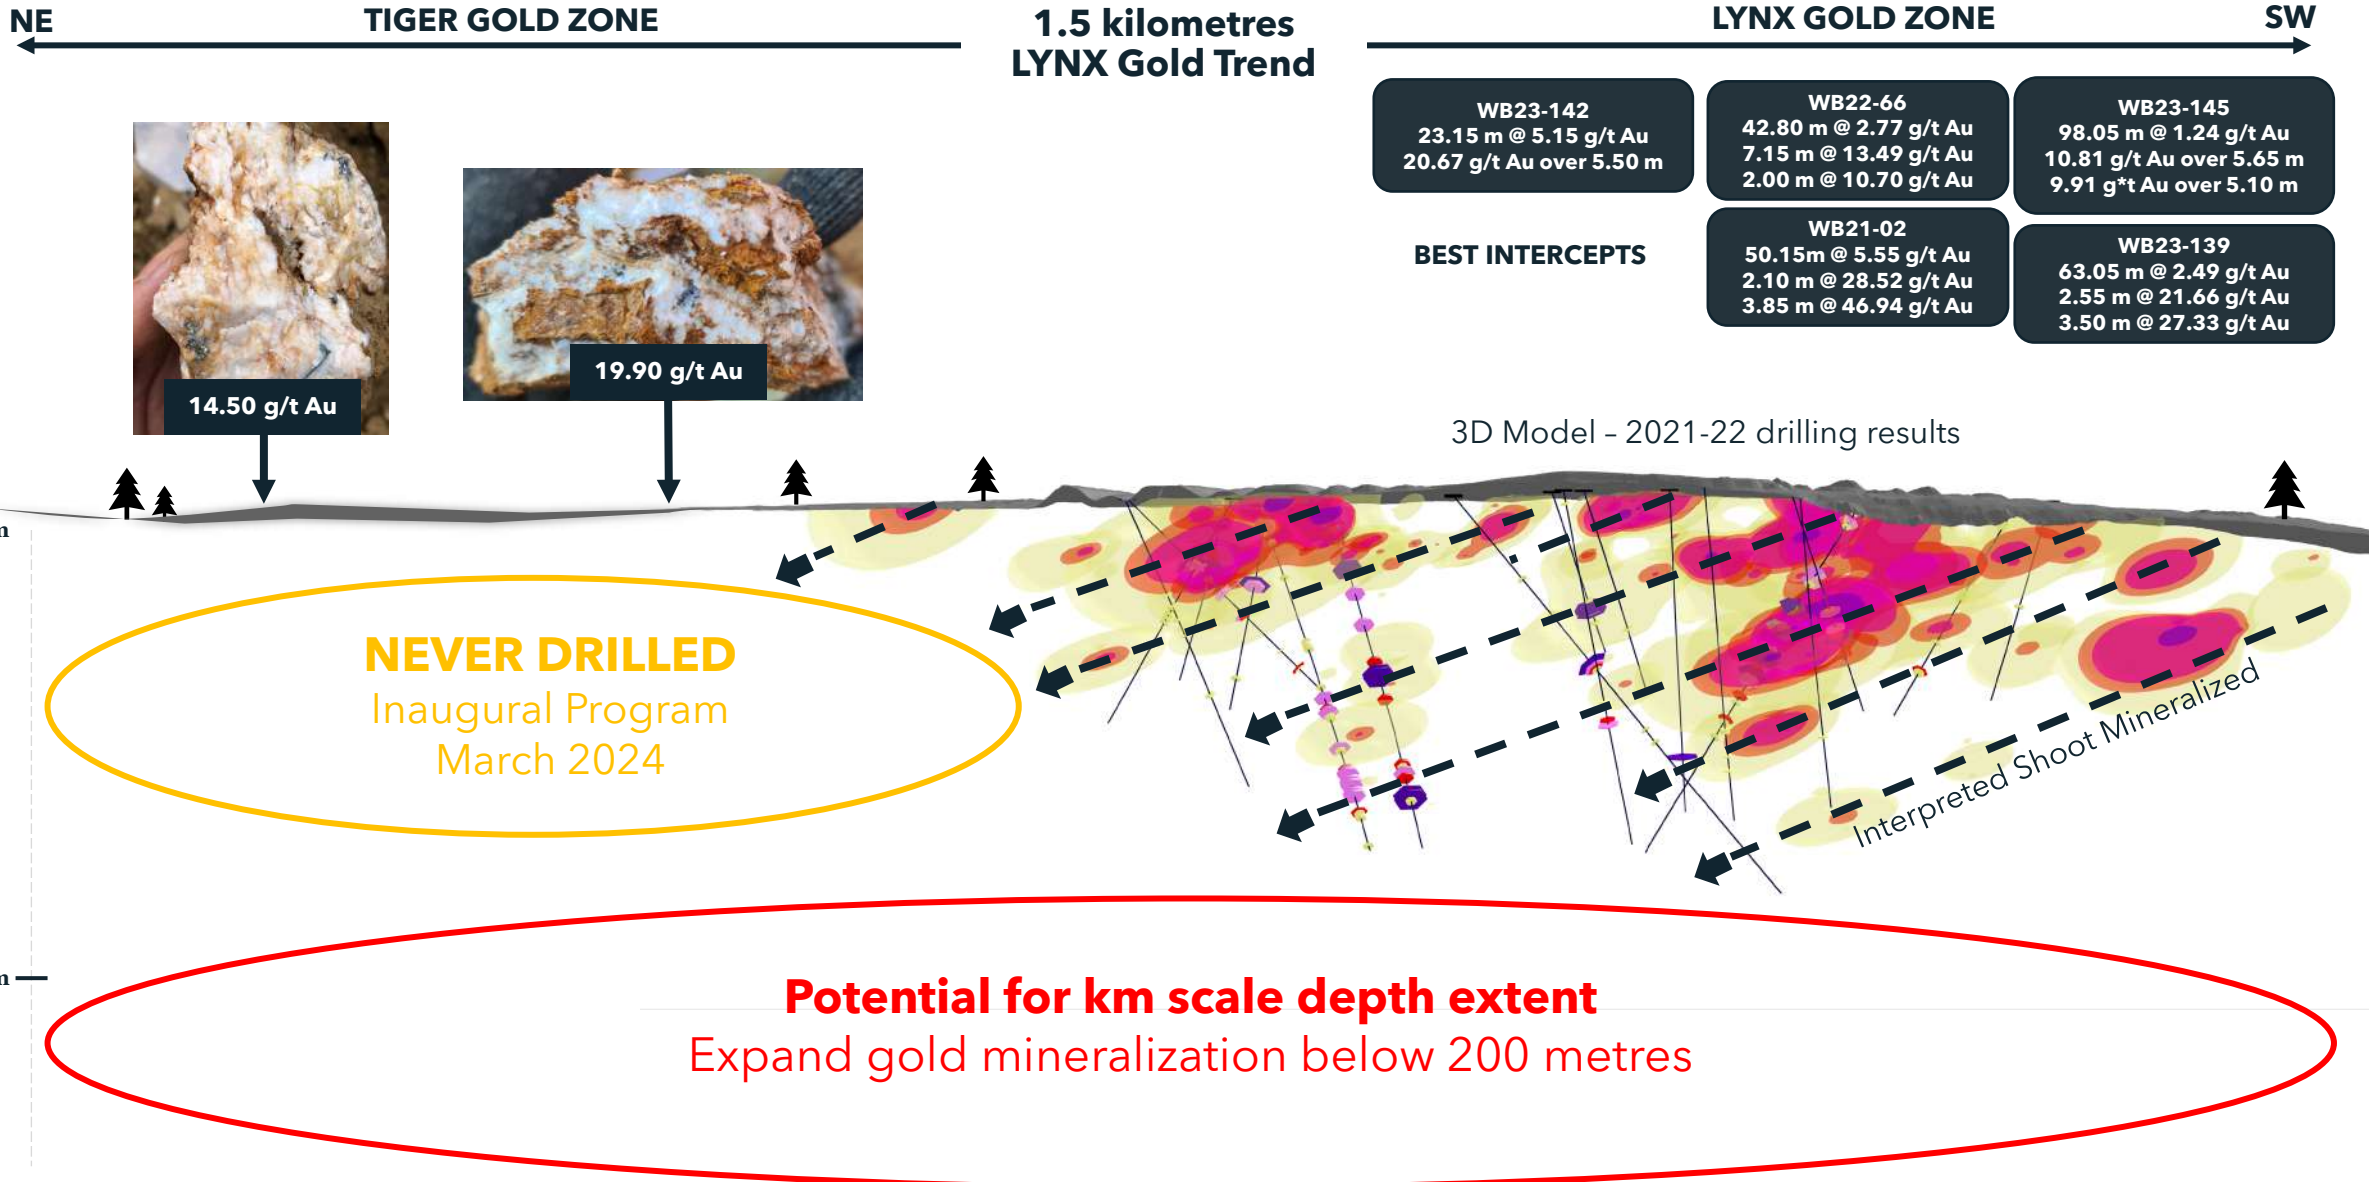 NE
TIGER GOLD ZONE
1.5 kilometres
LYNX Gold Trend
LYNX GOLD ZONE
SW
WB23-142
23.15 m @ 5.15 g/t Au
20.67 g/t Au over 5.50 m
WB22-66
42.80 m @ 2.77 g/t Au
7.15 m @ 13.49 g/t Au
2.00 m @ 10.70 g/t Au
WB23-145
98.05 m @ 1.24 g/t Au
10.81 g/t Au over 5.65 m
9.91 g*t Au over 5.10 m
BEST INTERCEPTS
WB21-02
50.15m @ 5.55 g/t Au
2.10 m @ 28.52 g/t Au
3.85 m @ 46.94 g/t Au
WB23-139
63.05 m @ 2.49 g/t Au
2.55 m @ 21.66 g/t Au
3.50 m @ 27.33 g/t Au
14.50 g/t Au
19.90 g/t Au
3D Model – 2021-22 drilling results
NEVER DRILLED
Inaugural Program
March 2024
Interpreted Shoot Mineralized
Potential for km scale depth extent
Expand gold mineralization below 200 metres